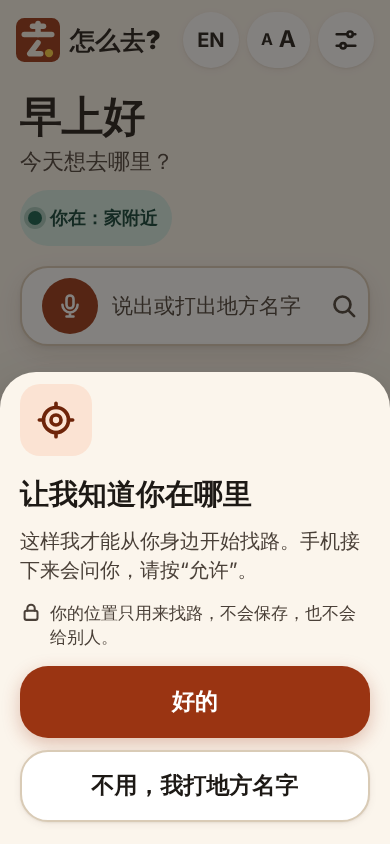 去
怎么去?
EN
A A
早上好
今天想去哪里？
你在：家附近
说出或打出地方名字
让我知道你在哪里
这样我才能从你身边开始找路。手机接
下来会问你，请按“允许”。
你的位置只用来找路，不会保存，也不会
给别人。
好的
不用，我打地方名字